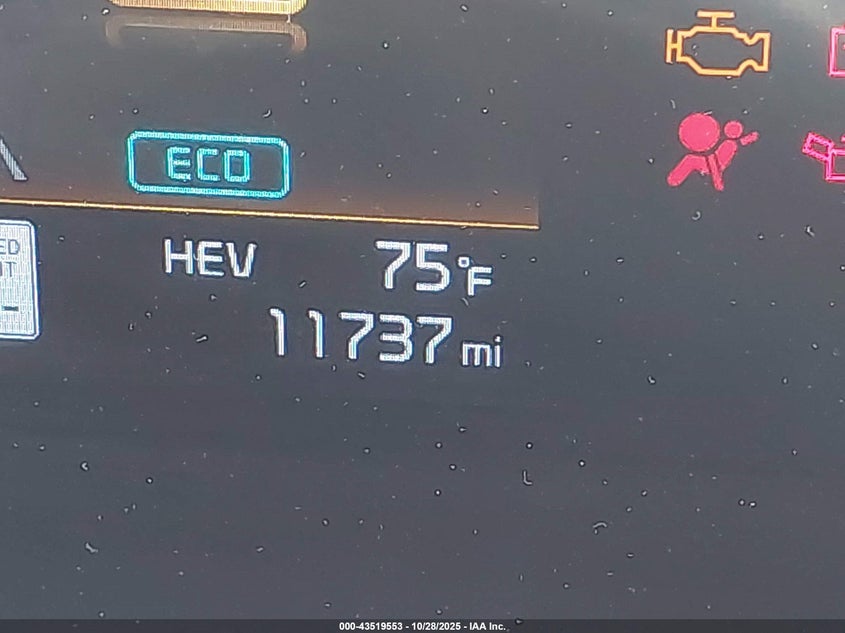 ECO
HEV 75°F
11737 mi
000-43519553 - 10/28/2025 - IAA Inc.